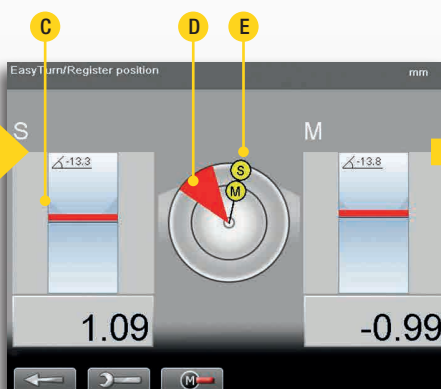 C D E
EasyTurn/Register position mm
S M
∡-13.3 ∡-13.8
S
M
1.09 -0.99
M